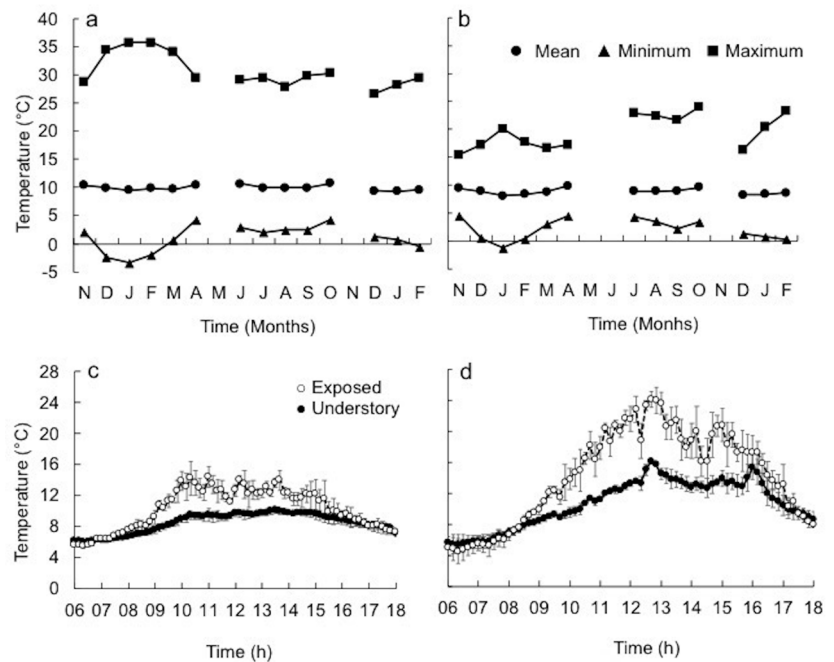 a
b
Mean
Minimum
Maximum
Temperature (°C)
40
35
30
25
20
15
10
5
0
-5
N D J F M A M J J A S O N D J F
Time (Months)
Temperature (°C)
N D J F M A M J J A S O N D J F
Time (Monhs)
c
Exposed
Understory
Temperature (°C)
28
24
20
16
12
8
4
0
06 07 08 09 10 11 12 13 14 15 16 17 18
Time (h)
d
Temperature (°C)
06 07 08 09 10 11 12 13 14 15 16 17 18
Time (h)